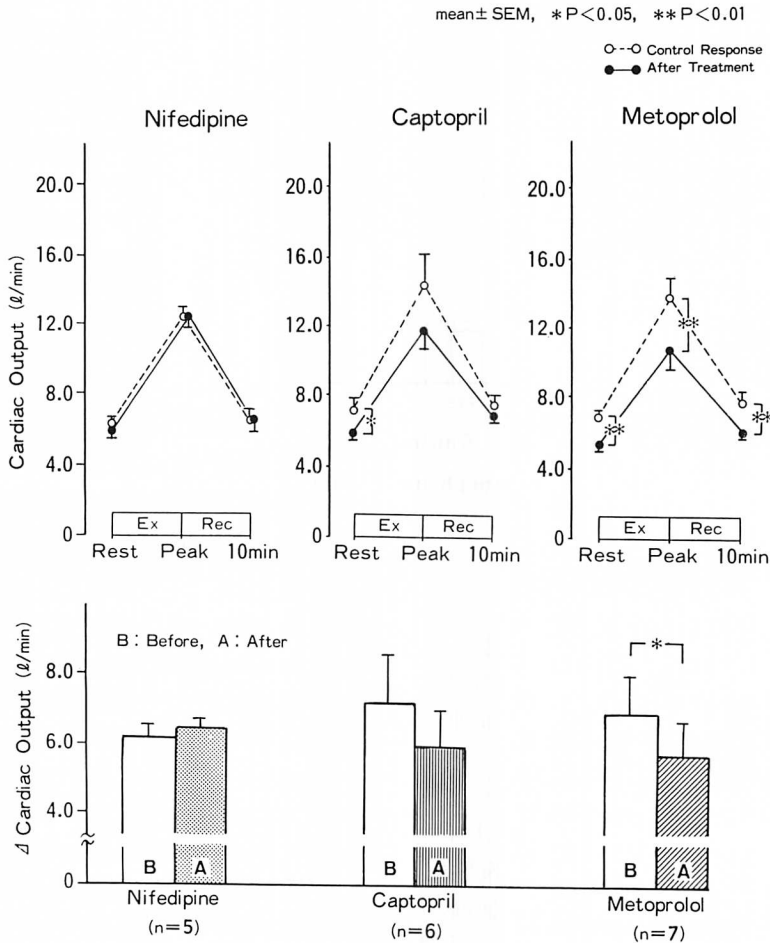 mean± SEM, *P<0.05, **P<0.01
Control Response
After Treatment
Nifedipine
Captopril
Metoprolol
Cardiac Output (ℓ/min)
20.0
16.0
12.0
8.0
4.0
0
Ex Rec
Rest Peak 10min
20.0
16.0
12.0
8.0
4.0
0
*
Ex Rec
Rest Peak 10min
20.0
16.0
12.0
8.0
4.0
0
**
**
**
Ex Rec
Rest Peak 10min
Δ Cardiac Output (ℓ/min)
8.0
6.0
4.0
0
B：Before, A：After
*
B A
B A
B A
Nifedipine
(n=5)
Captopril
(n=6)
Metoprolol
(n=7)